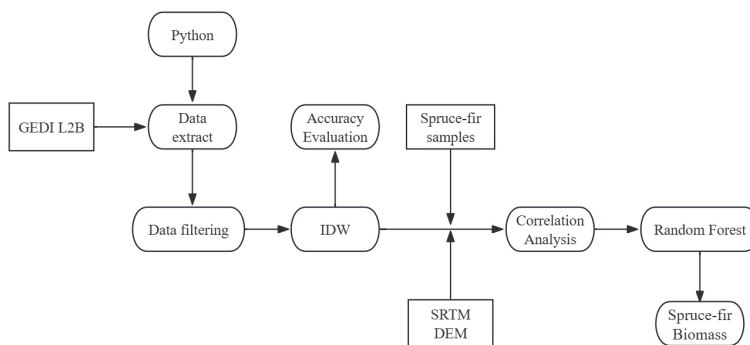 Python
GEDI L2B
Data
extract
Accuracy
Evaluation
Spruce-fir
samples
Data filtering
IDW
Correlation
Analysis
Random Forest
SRTM
DEM
Spruce-fir
Biomass